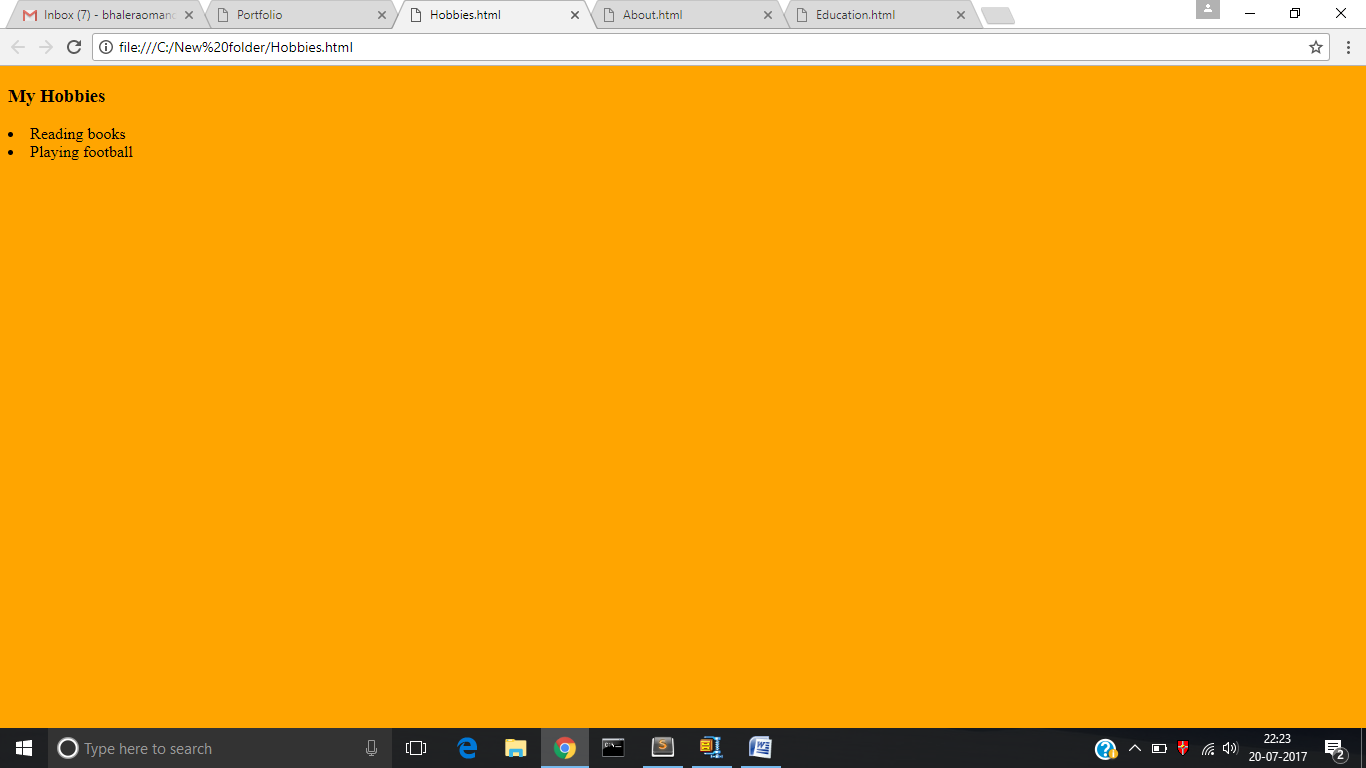 Inbox (7) - bhaleraomano
Portfolio
Hobbies.html
About.html
Education.html
file:///C:/New%20folder/Hobbies.html
My Hobbies
Reading books
Playing football
Type here to search
22:23
20-07-2017
2